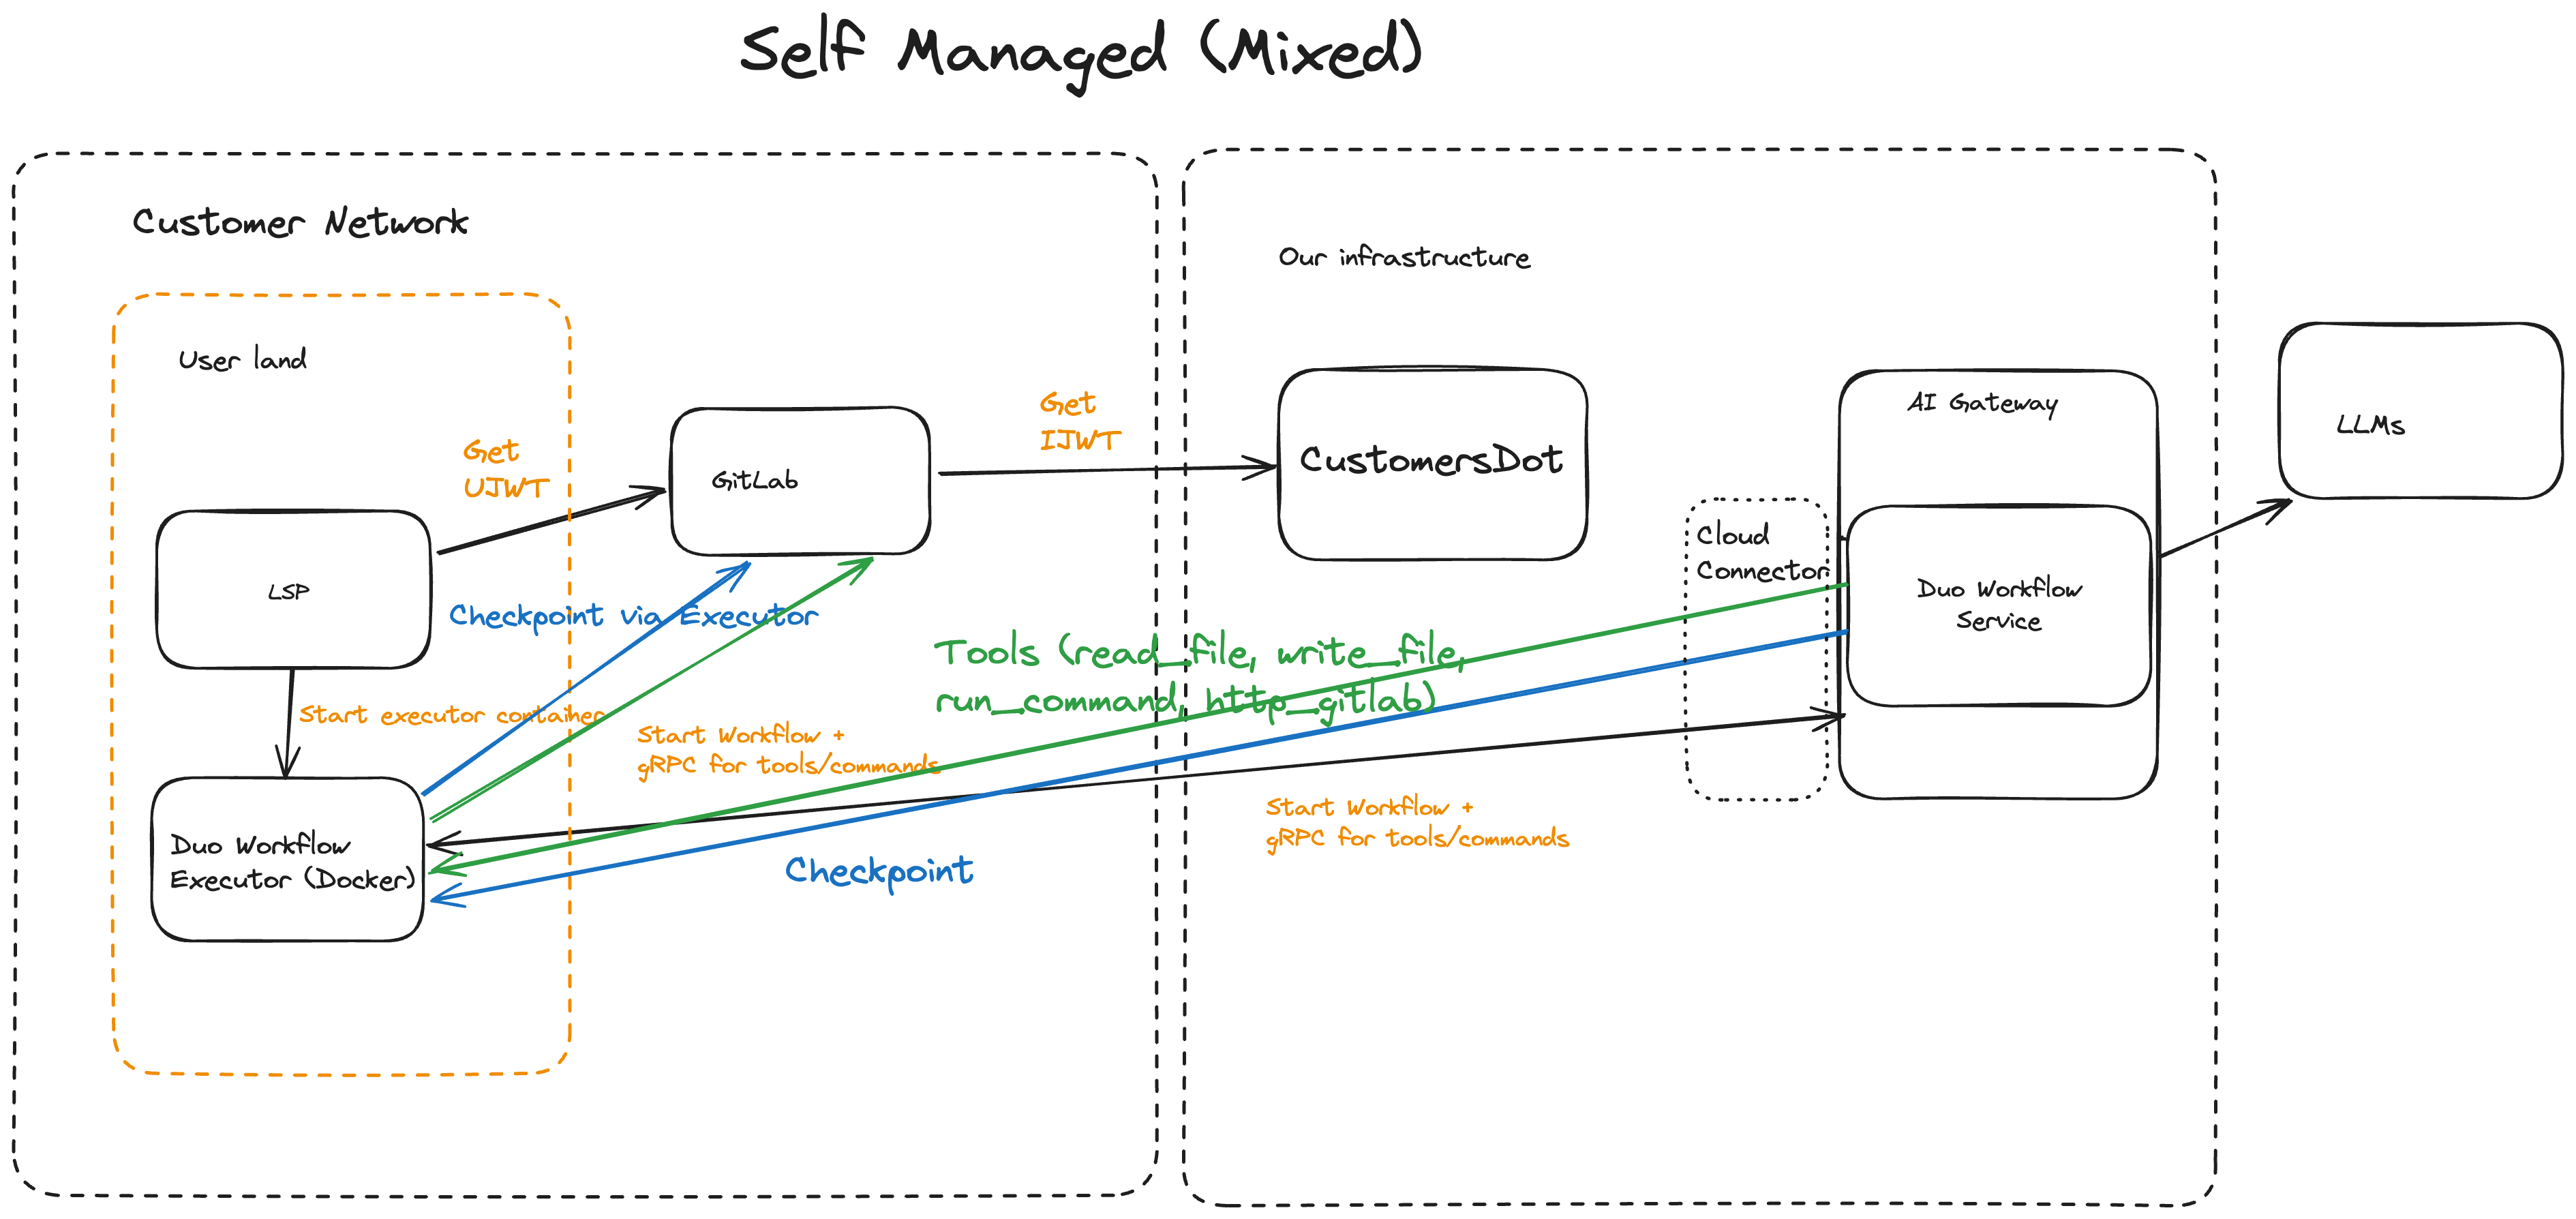 Self Managed (Mixed)
Customer Network
Our infrastructure
User land
Get
UJWT
Get
IJWT
GitLab
CustomersDot
AI Gateway
LLMs
LSP
Cloud
Connector
Duo Workflow
Service
Checkpoint via Executor
Tools (read_file, write_file,
run_command, http_gitlab)
Start executor container
Start Workflow +
gRPC for tools/commands
Start Workflow +
gRPC for tools/commands
Duo Workflow
Executor (Docker)
Checkpoint